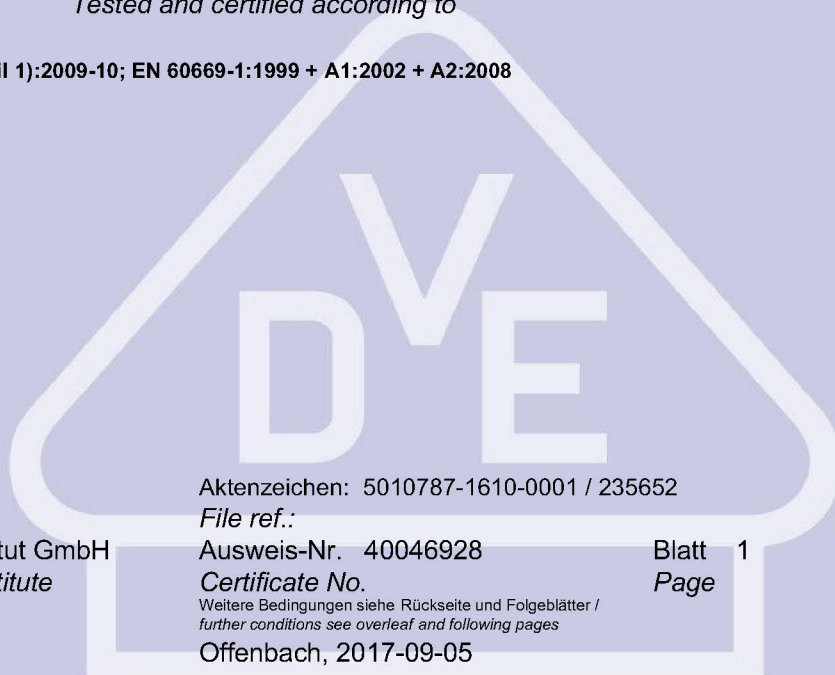 Tested and certified according to
il 1):2009-10; EN 60669-1:1999 + A1:2002 + A2:2008
VDE
Aktenzeichen: 5010787-1610-0001 / 235652
File ref.:
tut GmbH Ausweis-Nr. 40046928 Blatt 1
titute Certificate No. Page
Weitere Bedingungen siehe Rückseite und Folgeblätter /
further conditions see overleaf and following pages
Offenbach, 2017-09-05